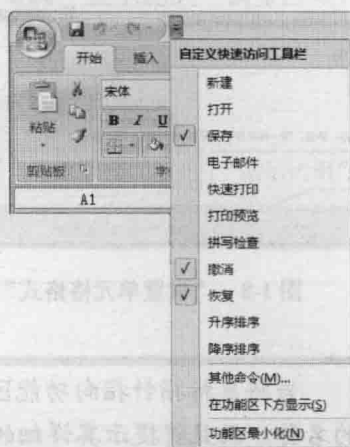 开始 插入
自定义快速访问工具栏
宋体
粘贴
B I U
剪贴板
字
A1
新建
打开
保存
电子邮件
快速打印
打印预览
拼写检查
撤消
恢复
升序排序
降序排序
其他命令(M)...
在功能区下方显示(S)
功能区最小化(N)